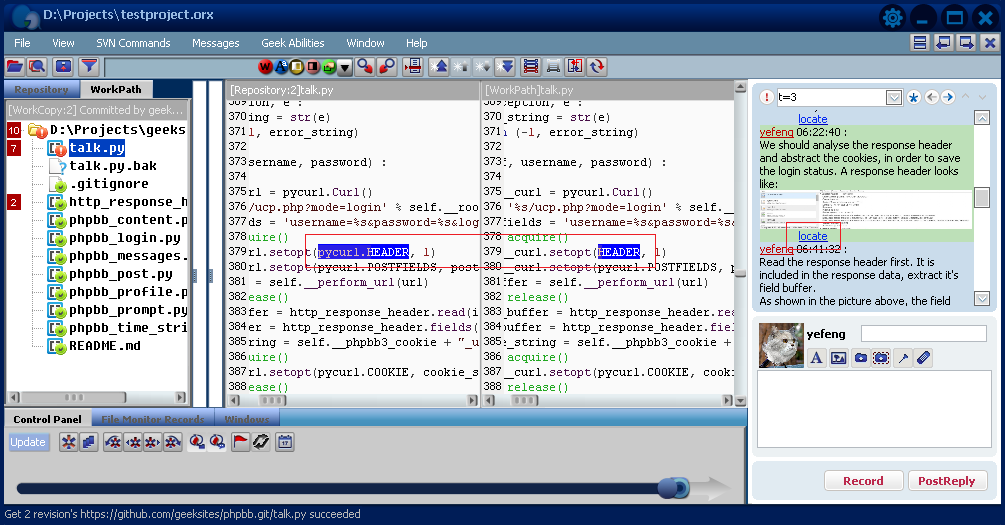 D:\Projects\testproject.orx
File View SVN Commands Messages Geek Abilities Window Help
Repository WorkPath
[WorkCopy:2] Committed by geek...
10 D:\Projects\geeks
7 talk.py
talk.py.bak
.gitignore
2 http_response_h
phpbb_content.p
phpbb_login.py
phpbb_messages.
phpbb_post.py
phpbb_profile.p
phpbb_prompt.py
phpbb_time_stri
README.md
[Repository:2]talk.py
369 ion, e :
370 ing = str(e)
371 l, error_string)
372
373 sername, password) :
374
375 rl = pycurl.Curl()
376 /ucp.php?mode=login' % self.__roo
377 ds = 'username=%s&password=%s&log
378 uire()
379 rl.setopt(pycurl.HEADER, 1)
380 rl.setopt(pycurl.POSTFIELDS, post
381 = self.__perform_url(url)
382 ease()
383 fer = http_response_header.read(i
384 er = http_response_header.fields(
385 ring = self.__phpbb3_cookie + "_u
386 uire()
387 rl.setopt(pycurl.COOKIE, cookie_s
388 ease()
[WorkPath]talk.py
369 eption, e :
370 _string = str(e)
371 n (-1, error_string)
372
373 , username, password) :
374
375 __curl = pycurl.Curl()
376 '%s/ucp.php?mode=login' % self.__
377 fields = 'username=%s&password=%s&
378 acquire()
379 __curl.setopt(HEADER, 1)
380 __curl.setopt(pycurl.POSTFIELDS, p
381 = self.__perform_url(url)
382 release()
383 buffer = http_response_header.read
384 uffer = http_response_header.fiel
385 _string = self.__phpbb3_cookie +
386 acquire()
387 __curl.setopt(pycurl.COOKIE, cook
388 release()
t=3
locate
yefeng 06:22:40 :
We should analyse the response header
and abstract the cookies, in order to save
the login status. A response header looks
like:
locate
yefeng 06:41:32 :
Read the response header first. It is
included in the response data, extract it's
field buffer.
As shown in the picture above, the field
yefeng
A
Record PostReply
Control Panel File Monitor Records Windows
Update
17
Get 2 revision's https://github.com/geeksites/phpbb.git/talk.py succeeded